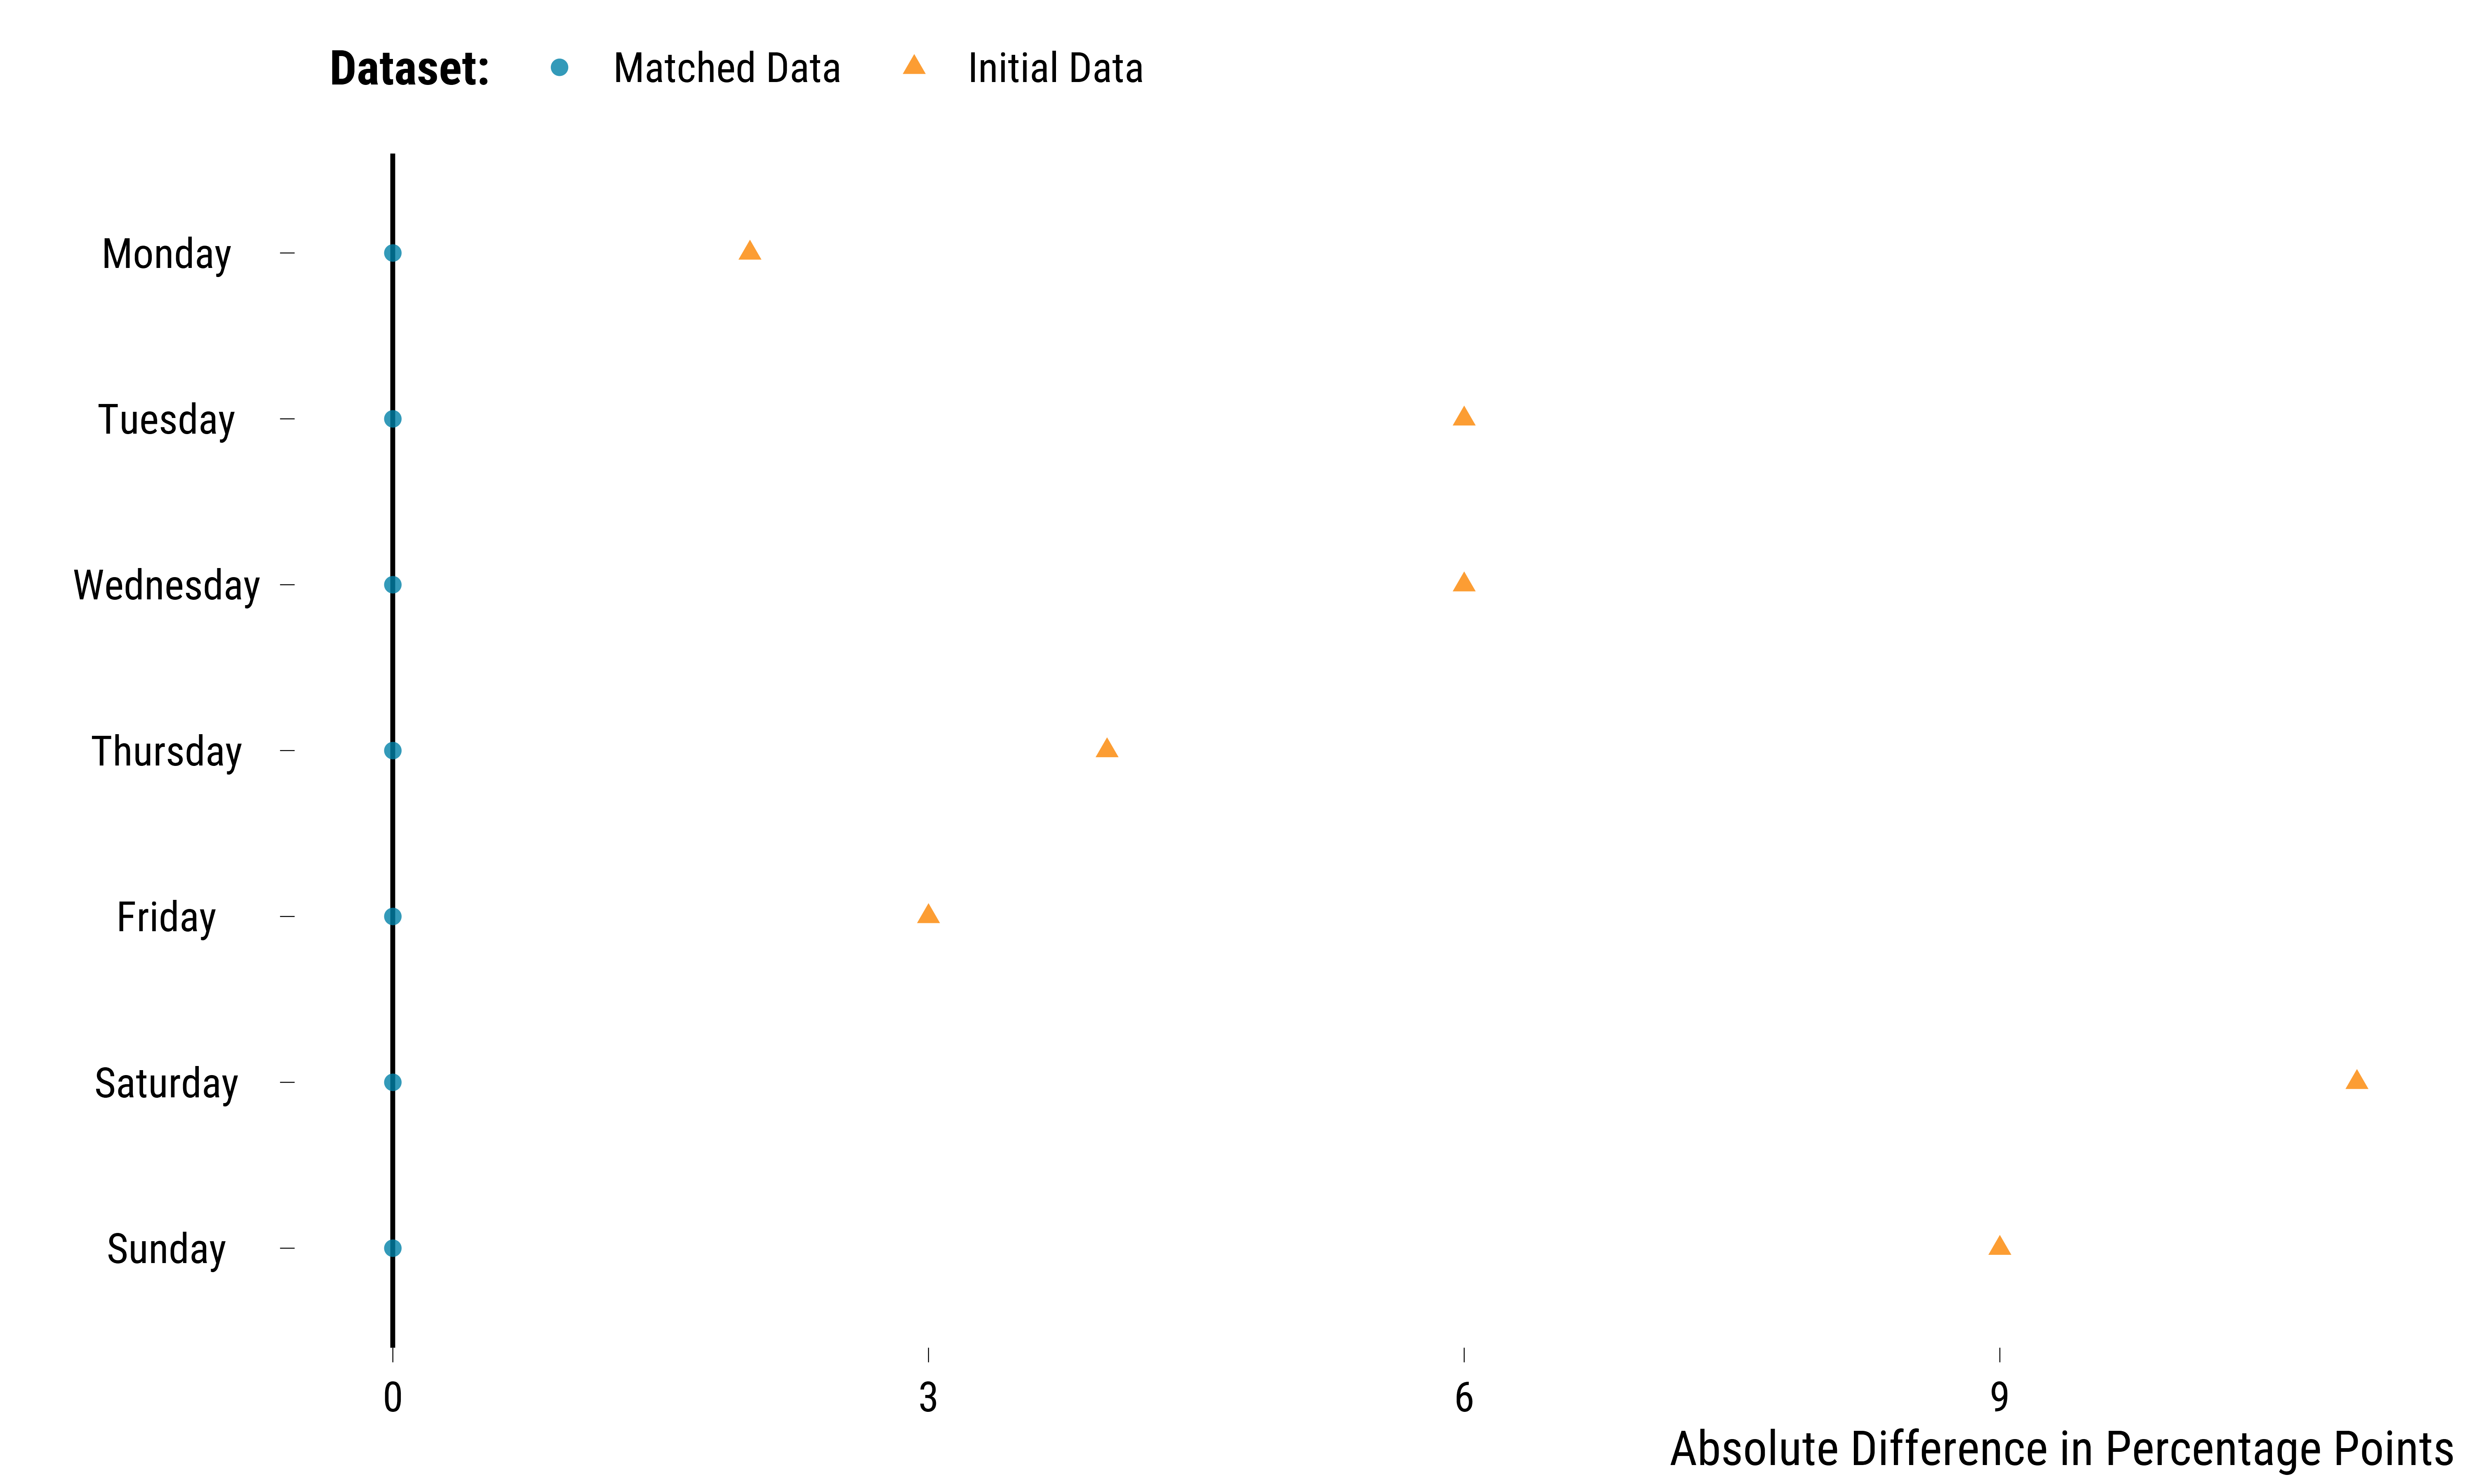 Dataset: Matched Data Initial Data
Monday
Tuesday
Wednesday
Thursday
Friday
Saturday
Sunday
0 3 6 9
Absolute Difference in Percentage Points